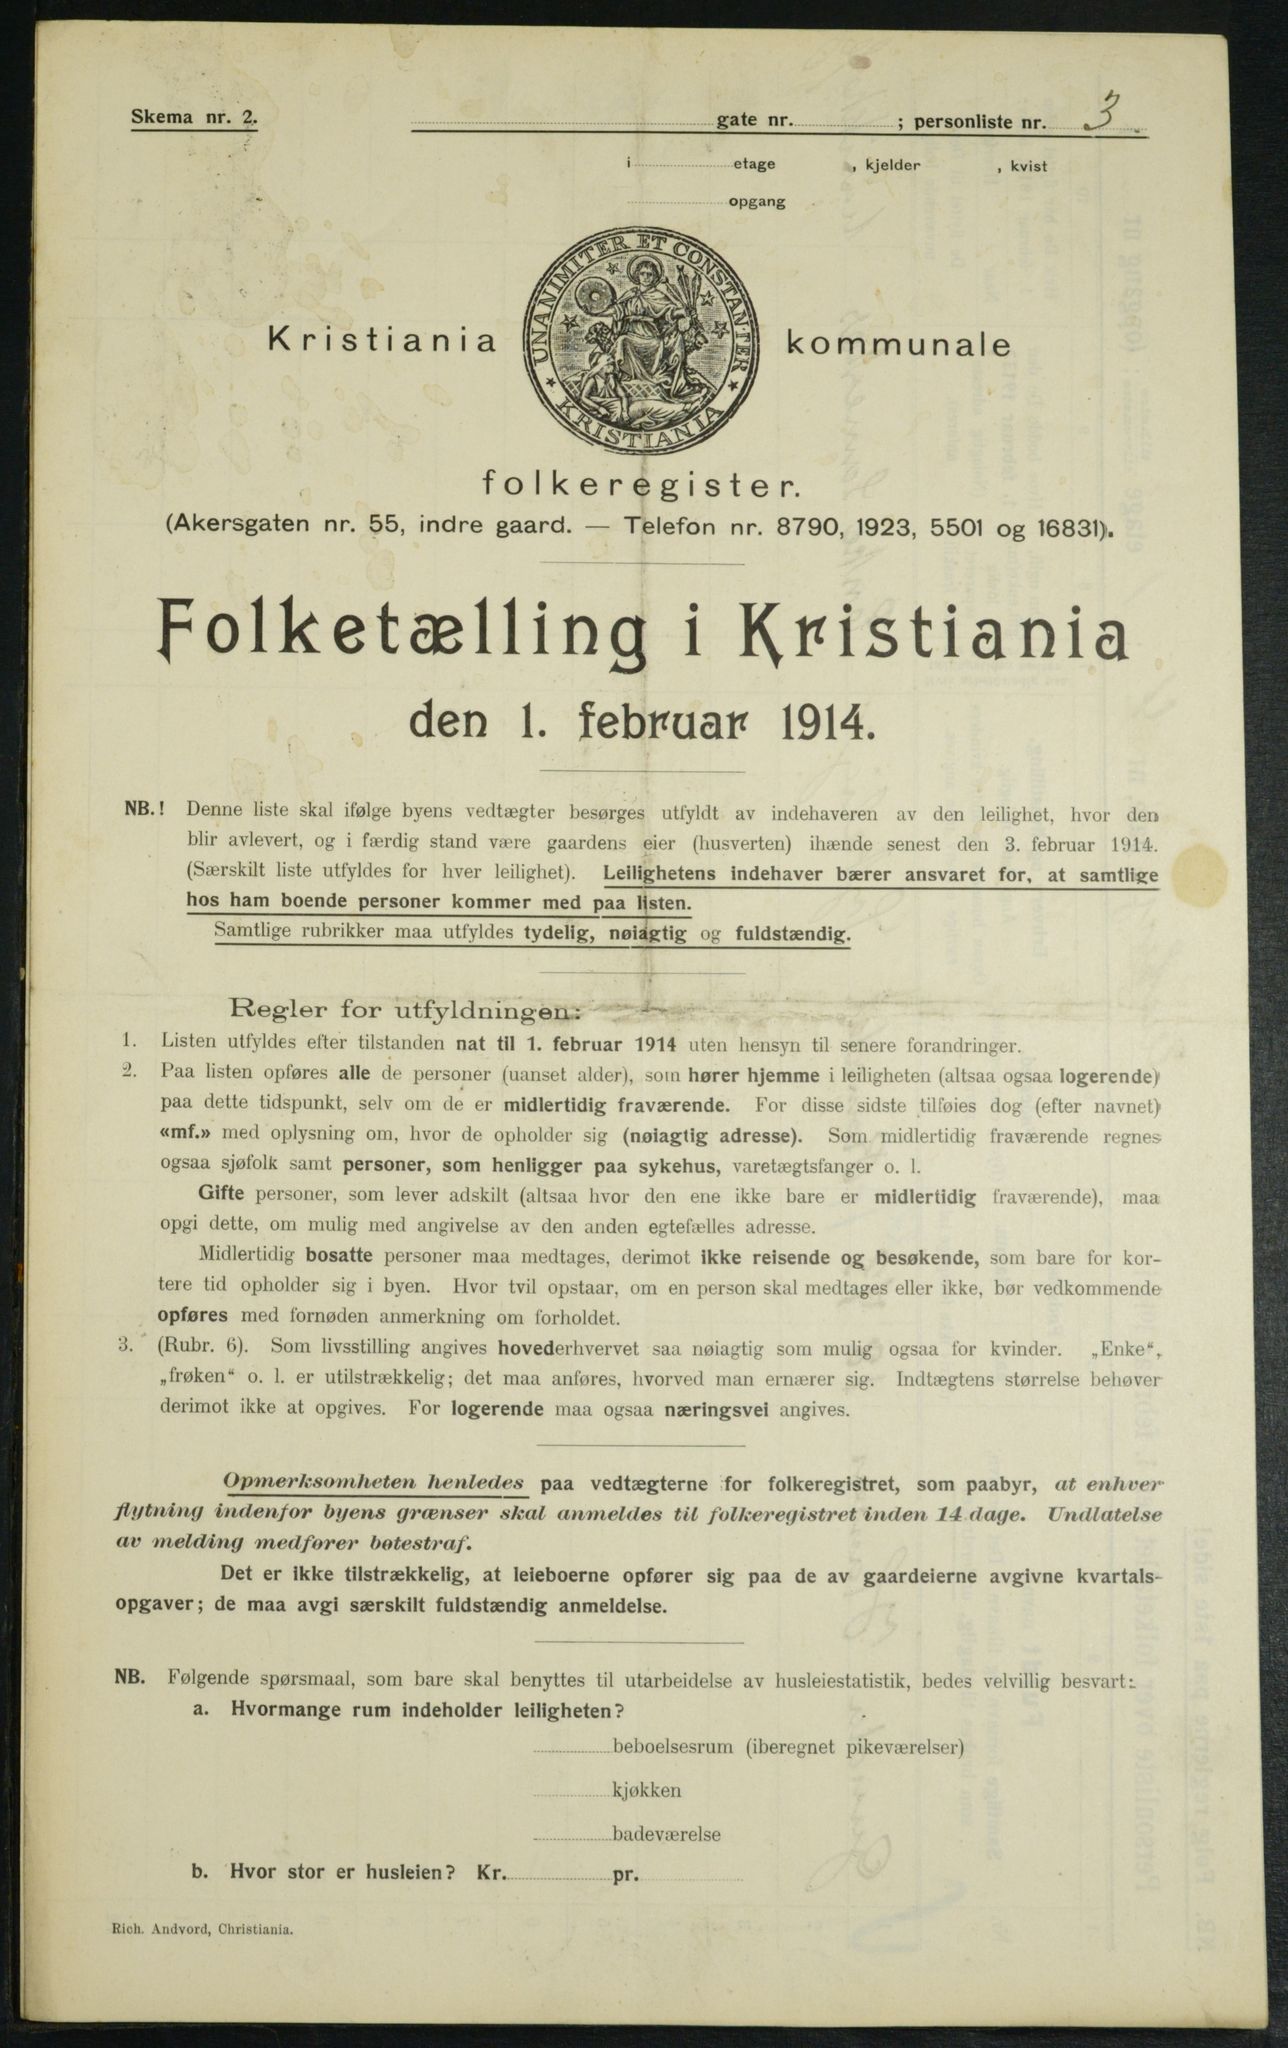 Skema nr. 2.
gate nr. ; personliste nr. 3
i etage , kjelder , kvist
opgang
UNANIMITER ET CONSTANTER
KRISTIANIA
Kristiania kommunale
folkeregister.
(Akersgaten nr. 55, indre gaard. — Telefon nr. 8790, 1923, 5501 og 16831).
Folketælling i Kristiania
den 1. februar 1914.
NB.! Denne liste skal ifølge byens vedtægter besørges utfyldt av indehaveren av den leilighet, hvor den
blir avlevert, og i færdig stand være gaardens eier (husverten) ihænde senest den 3. februar 1914.
(Særskilt liste utfyldes for hver leilighet). Leilighetens indehaver bærer ansvaret for, at samtlige
hos ham boende personer kommer med paa listen.
Samtlige rubrikker maa utfyldes tydelig, nøiagtig og fuldstændig.
Regler for utfyldningen:
1. Listen utfyldes efter tilstanden nat til 1. februar 1914 uten hensyn til senere forandringer.
2. Paa listen opføres alle de personer (uanset alder), som hører hjemme i leiligheten (altsaa ogsaa logerende)
paa dette tidspunkt, selv om de er midlertidig fraværende. For disse sidste tilføies dog (efter navnet)
«mf.» med oplysning om, hvor de opholder sig (nøiagtig adresse). Som midlertidig fraværende regnes
ogsaa sjøfolk samt personer, som henligger paa sykehus, varetægtsfanger o. l.
Gifte personer, som lever adskilt (altsaa hvor den ene ikke bare er midlertidig fraværende), maa
opgi dette, om mulig med angivelse av den anden egtefælles adresse.
Midlertidig bosatte personer maa medtages, derimot ikke reisende og besøkende, som bare for kor-
tere tid opholder sig i byen. Hvor tvil opstaar, om en person skal medtages eller ikke, bør vedkommende
opføres med fornøden anmerkning om forholdet.
3. (Rubr. 6). Som livsstilling angives hovederhvervet saa nøiagtig som mulig ogsaa for kvinder. „Enke“,
„frøken“ o. l. er utilstrækkelig; det maa anføres, hvorved man ernærer sig. Indtægtens størrelse behøver
derimot ikke at opgives. For logerende maa ogsaa næringsvei angives.
Opmerksomheten henledes paa vedtægterne for folkeregistret, som paabyr, at enhver
flytning indenfor byens grænser skal anmeldes til folkeregistret inden 14 dage. Undlatelse
av melding medfører bøtestraf.
Det er ikke tilstrækkelig, at leieboerne opfører sig paa de av gaardeierne avgivne kvartals-
opgaver; de maa avgi særskilt fuldstændig anmeldelse.
NB. Følgende spørsmaal, som bare skal benyttes til utarbeidelse av husleiestatistik, bedes velvillig besvart:
a. Hvormange rum indeholder leiligheten?
beboelsesrum (iberegnet pikeværelser)
kjøkken
badeværelse
b. Hvor stor er husleien? Kr. pr.
Rich. Andvord, Christiania.